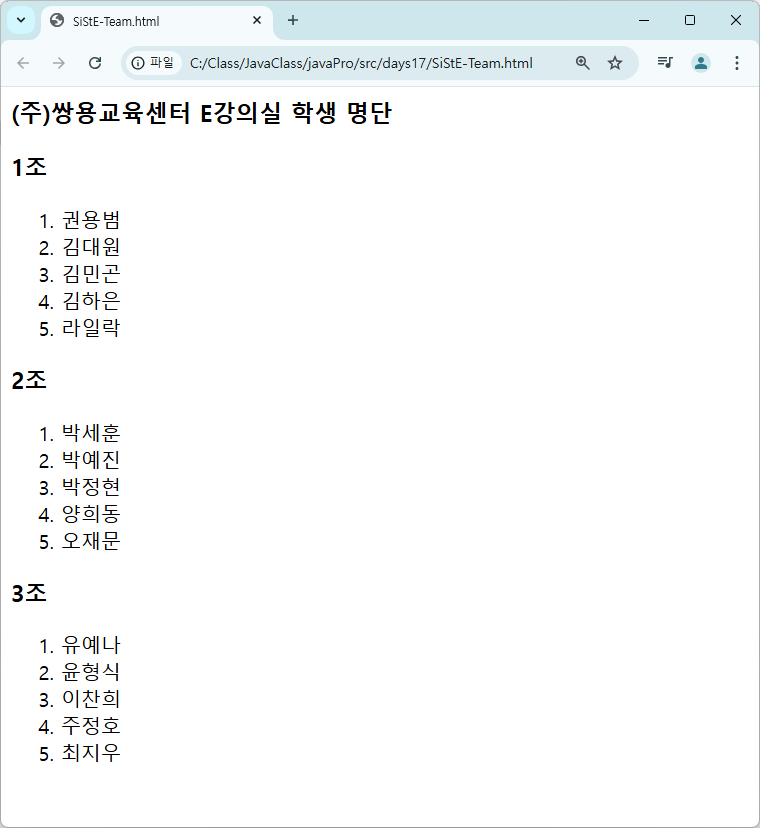 SiStE-Team.html
파일 C:/Class/JavaClass/javaPro/src/days17/SiStE-Team.html
(주)쌍용교육센터 E강의실 학생 명단
1조
1. 권용범
2. 김대원
3. 김민곤
4. 김하은
5. 라일락
2조
1. 박세훈
2. 박예진
3. 박정현
4. 양희동
5. 오재문
3조
1. 유예나
2. 윤형식
3. 이찬희
4. 주정호
5. 최지우